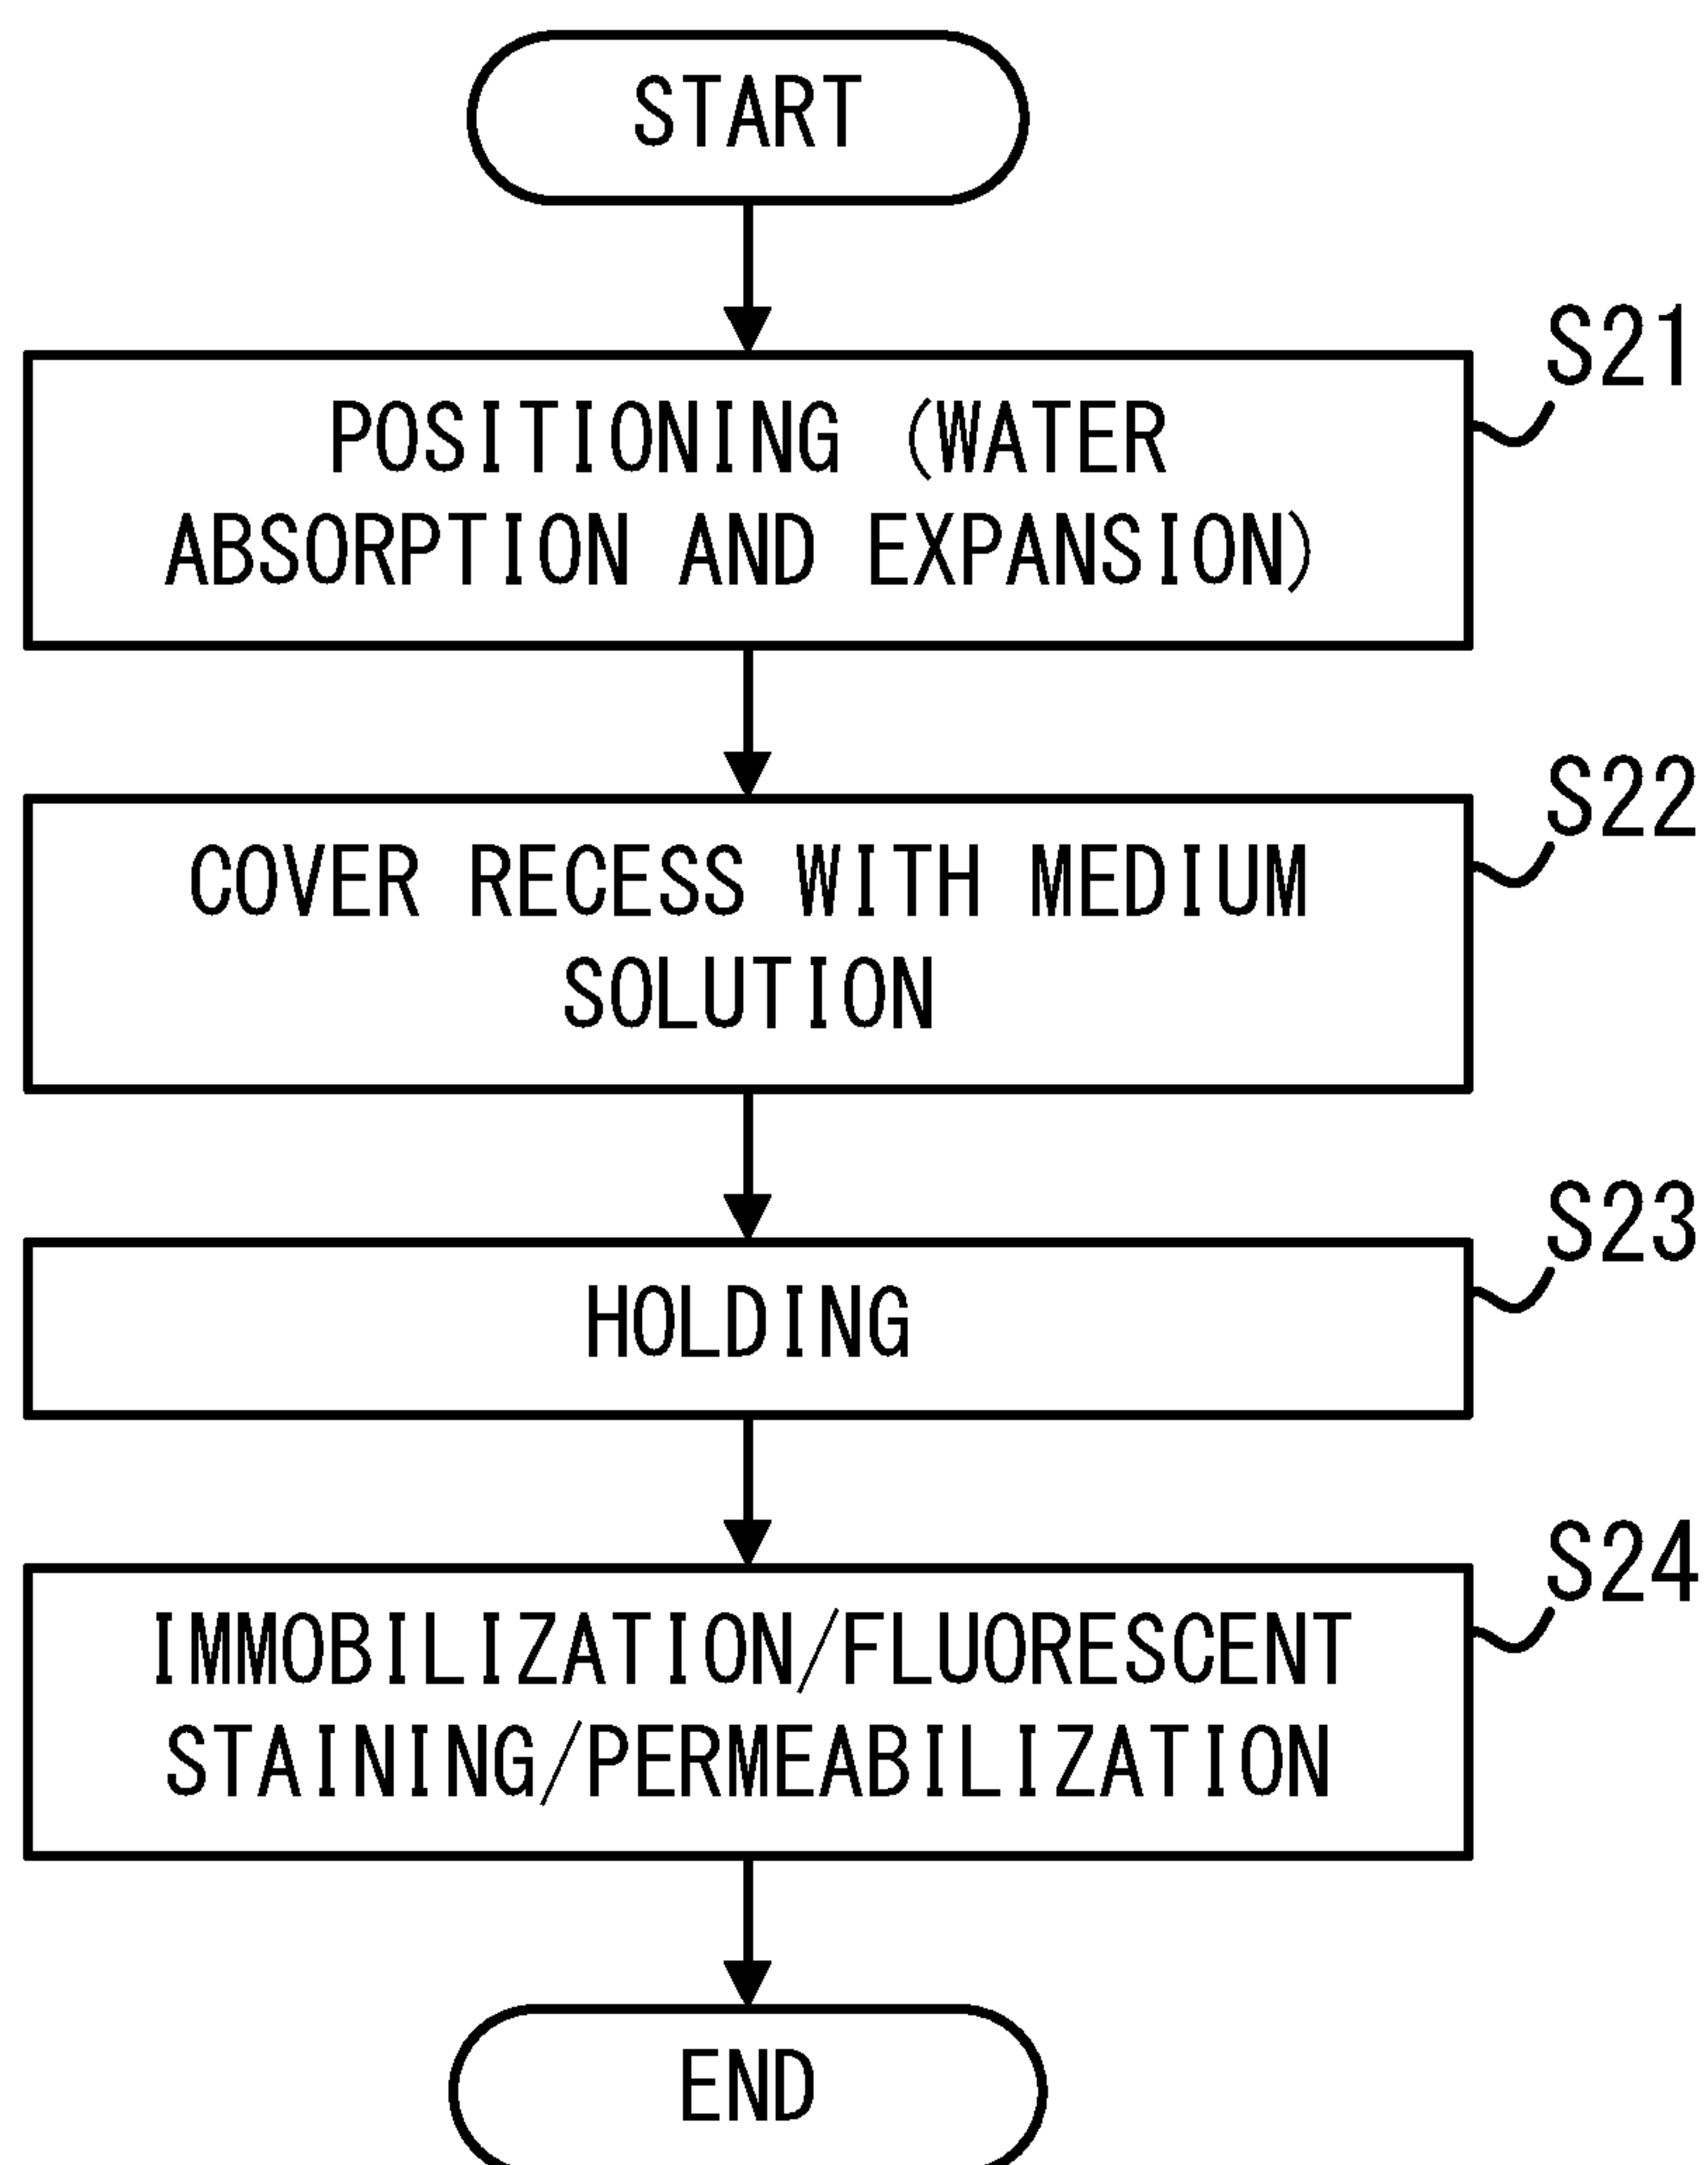 START
S21
POSITIONING (WATER
ABSORPTION AND EXPANSION)
S22
COVER RECESS WITH MEDIUM
SOLUTION
S23
HOLDING
S24
IMMOBILIZATION/FLUORESCENT
STAINING/PERMEABILIZATION
END